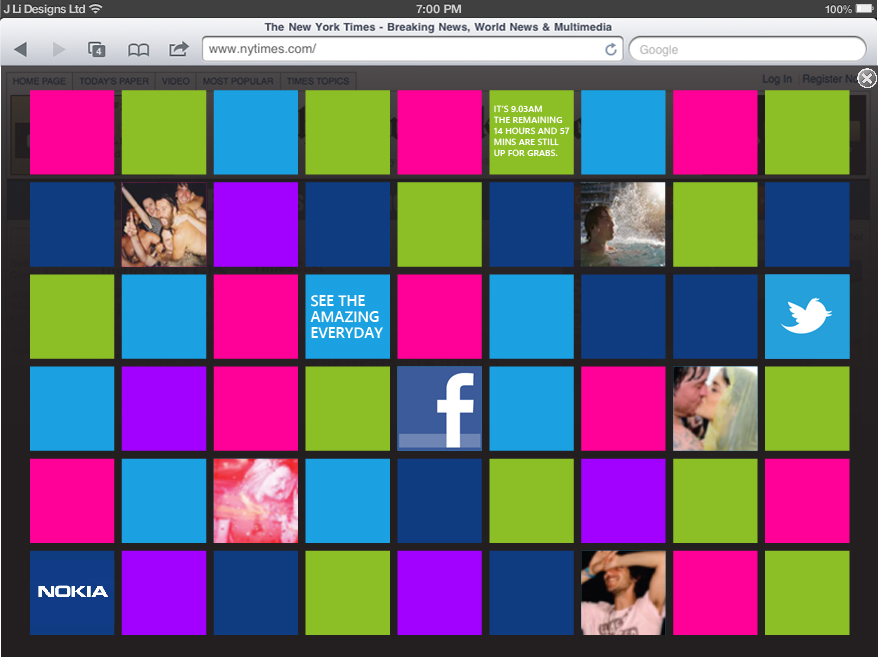 J Li Designs Ltd
7:00 PM
100%
The New York Times - Breaking News, World News & Multimedia
4
www.nytimes.com/
Google
HOME PAGE
TODAY'S PAPER
VIDEO
MOST POPULAR
TIMES TOPICS
Log In
Register
IT'S 9.03AM
THE REMAINING
14 HOURS AND 57
MINS ARE STILL
UP FOR GRABS.
SEE THE
AMAZING
EVERYDAY
f
NOKIA